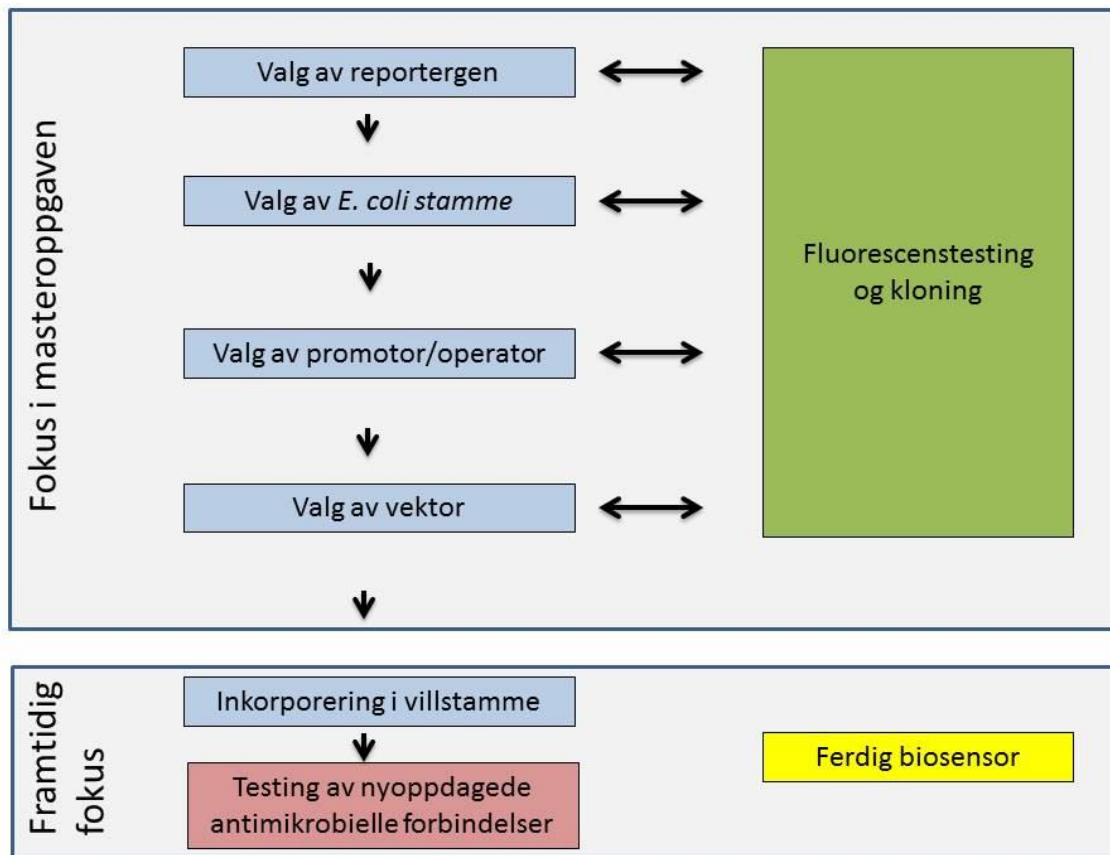 Fokus i masteroppgaven
Valg av reportergen
Valg av E. coli stamme
Valg av promotor/operator
Valg av vektor
Fluorescenstesting
og kloning
Framtidig
fokus
Inkorporering i villstamme
Testing av nyoppdagede
antimikrobielle forbindelser
Ferdig biosensor